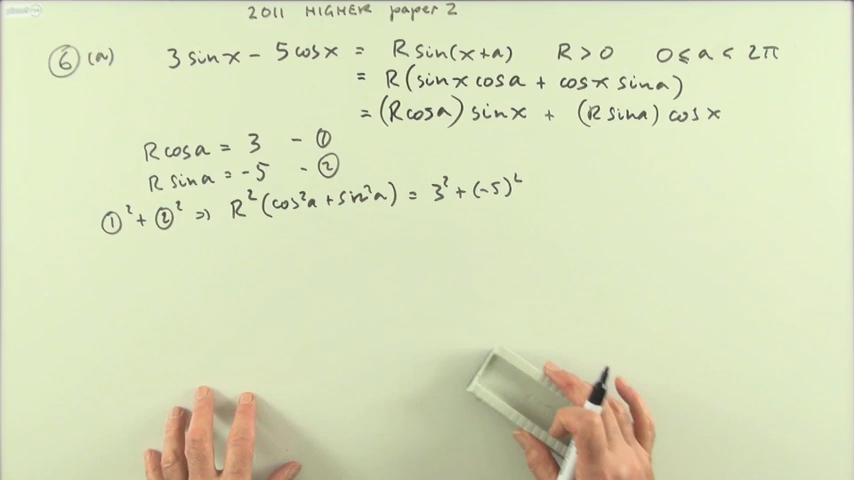 2011 HIGHER paper 2
⑥ (a) 3 sin x - 5 cos x = R sin(x+a) R > 0 0 ≤ a < 2π
= R(sin x cos a + cos x sin a)
= (R cos a) sin x + (R sin a) cos x
R cos a = 3 - ①
R sin a = -5 - ②
①² + ②² ⇒ R²(cos²a + sin²a) = 3² + (-5)²